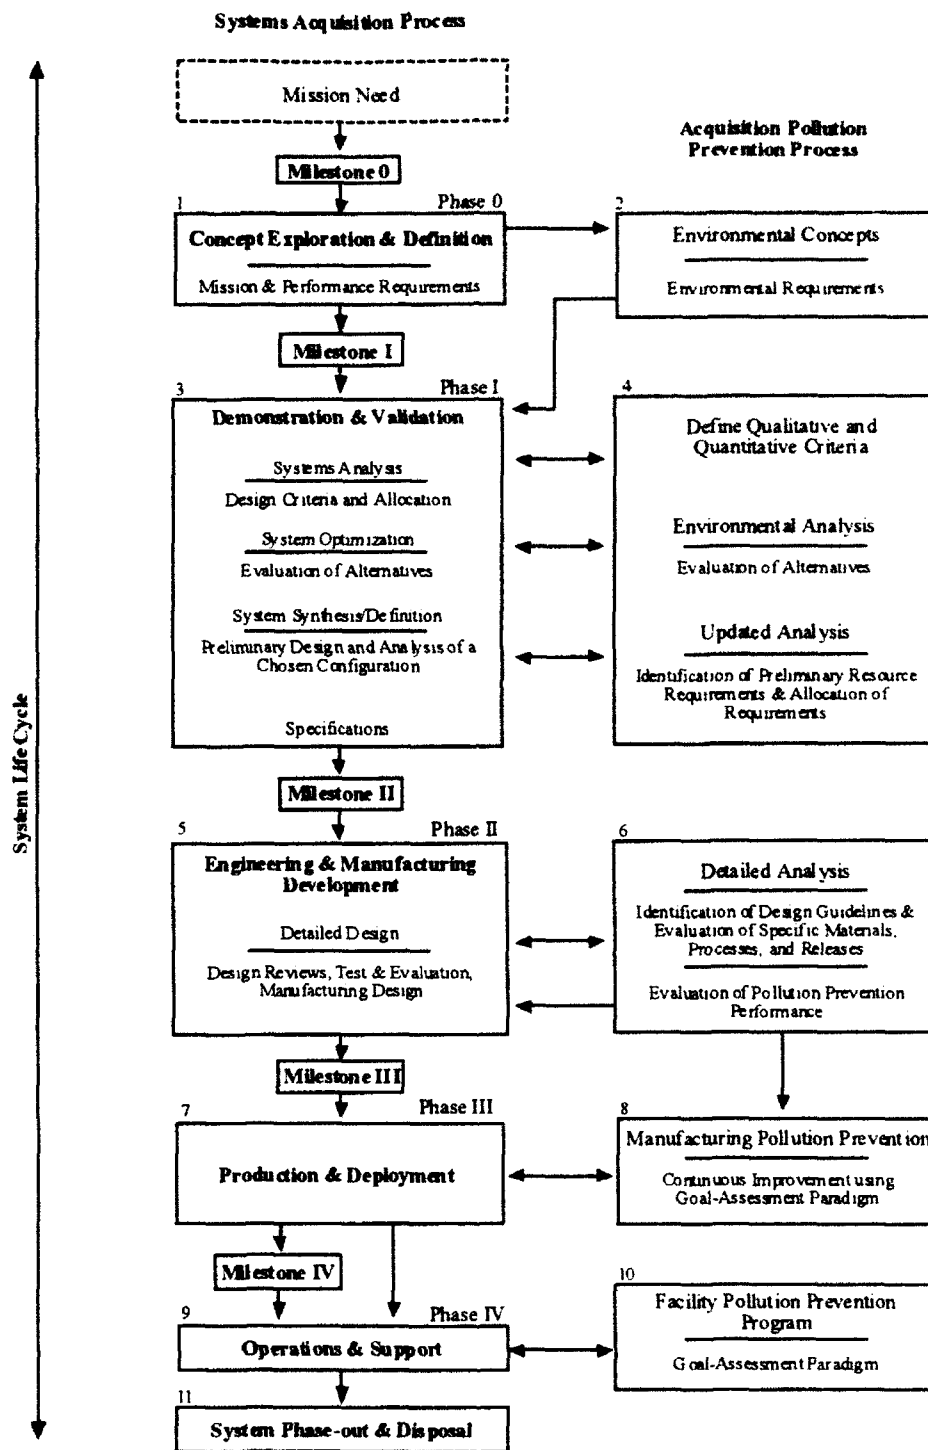 Systems Acquisition Process
Mission Need
Acquisition Pollution
Prevention Process
Milestone 0
1
Phase 0
Concept Exploration & Definition
Mission & Performance Requirements
2
Environmental Concepts
Environmental Requirements
Milestone I
3
Phase I
Demonstration & Validation
Systems Analysis
Design Criteria and Allocation
System Optimization
Evaluation of Alternatives
System Synthesis/Definition
Preliminary Design and Analysis of a
Chosen Configuration
Specifications
4
Define Qualitative and
Quantitative Criteria
Environmental Analysis
Evaluation of Alternatives
Updated Analysis
Identification of Preliminary Resource
Requirements & Allocation of
Requirements
System Life Cycle
Milestone II
5
Phase II
Engineering & Manufacturing
Development
Detailed Design
Design Reviews, Test & Evaluation,
Manufacturing Design
6
Detailed Analysis
Identification of Design Guidelines &
Evaluation of Specific Materials,
Processes, and Releases
Evaluation of Pollution Prevention
Performance
Milestone III
7
Phase III
Production & Deployment
8
Manufacturing Pollution Prevention
Continuous Improvement using
Goal-Assessment Paradigm
Milestone IV
9
Phase IV
Operations & Support
10
Facility Pollution Prevention
Program
Goal-Assessment Paradigm
11
System Phase-out & Disposal